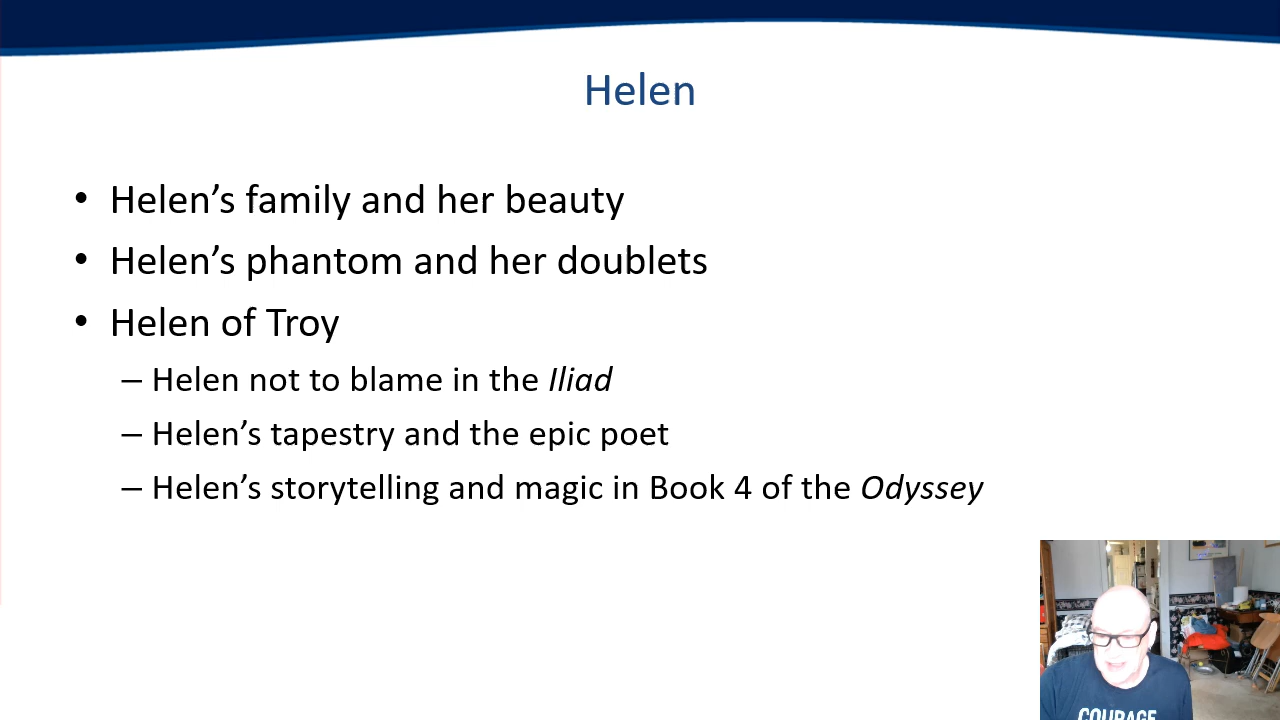 Helen
• Helen’s family and her beauty
• Helen’s phantom and her doublets
• Helen of Troy
– Helen not to blame in the Iliad
– Helen’s tapestry and the epic poet
– Helen’s storytelling and magic in Book 4 of the Odyssey
COURAGE